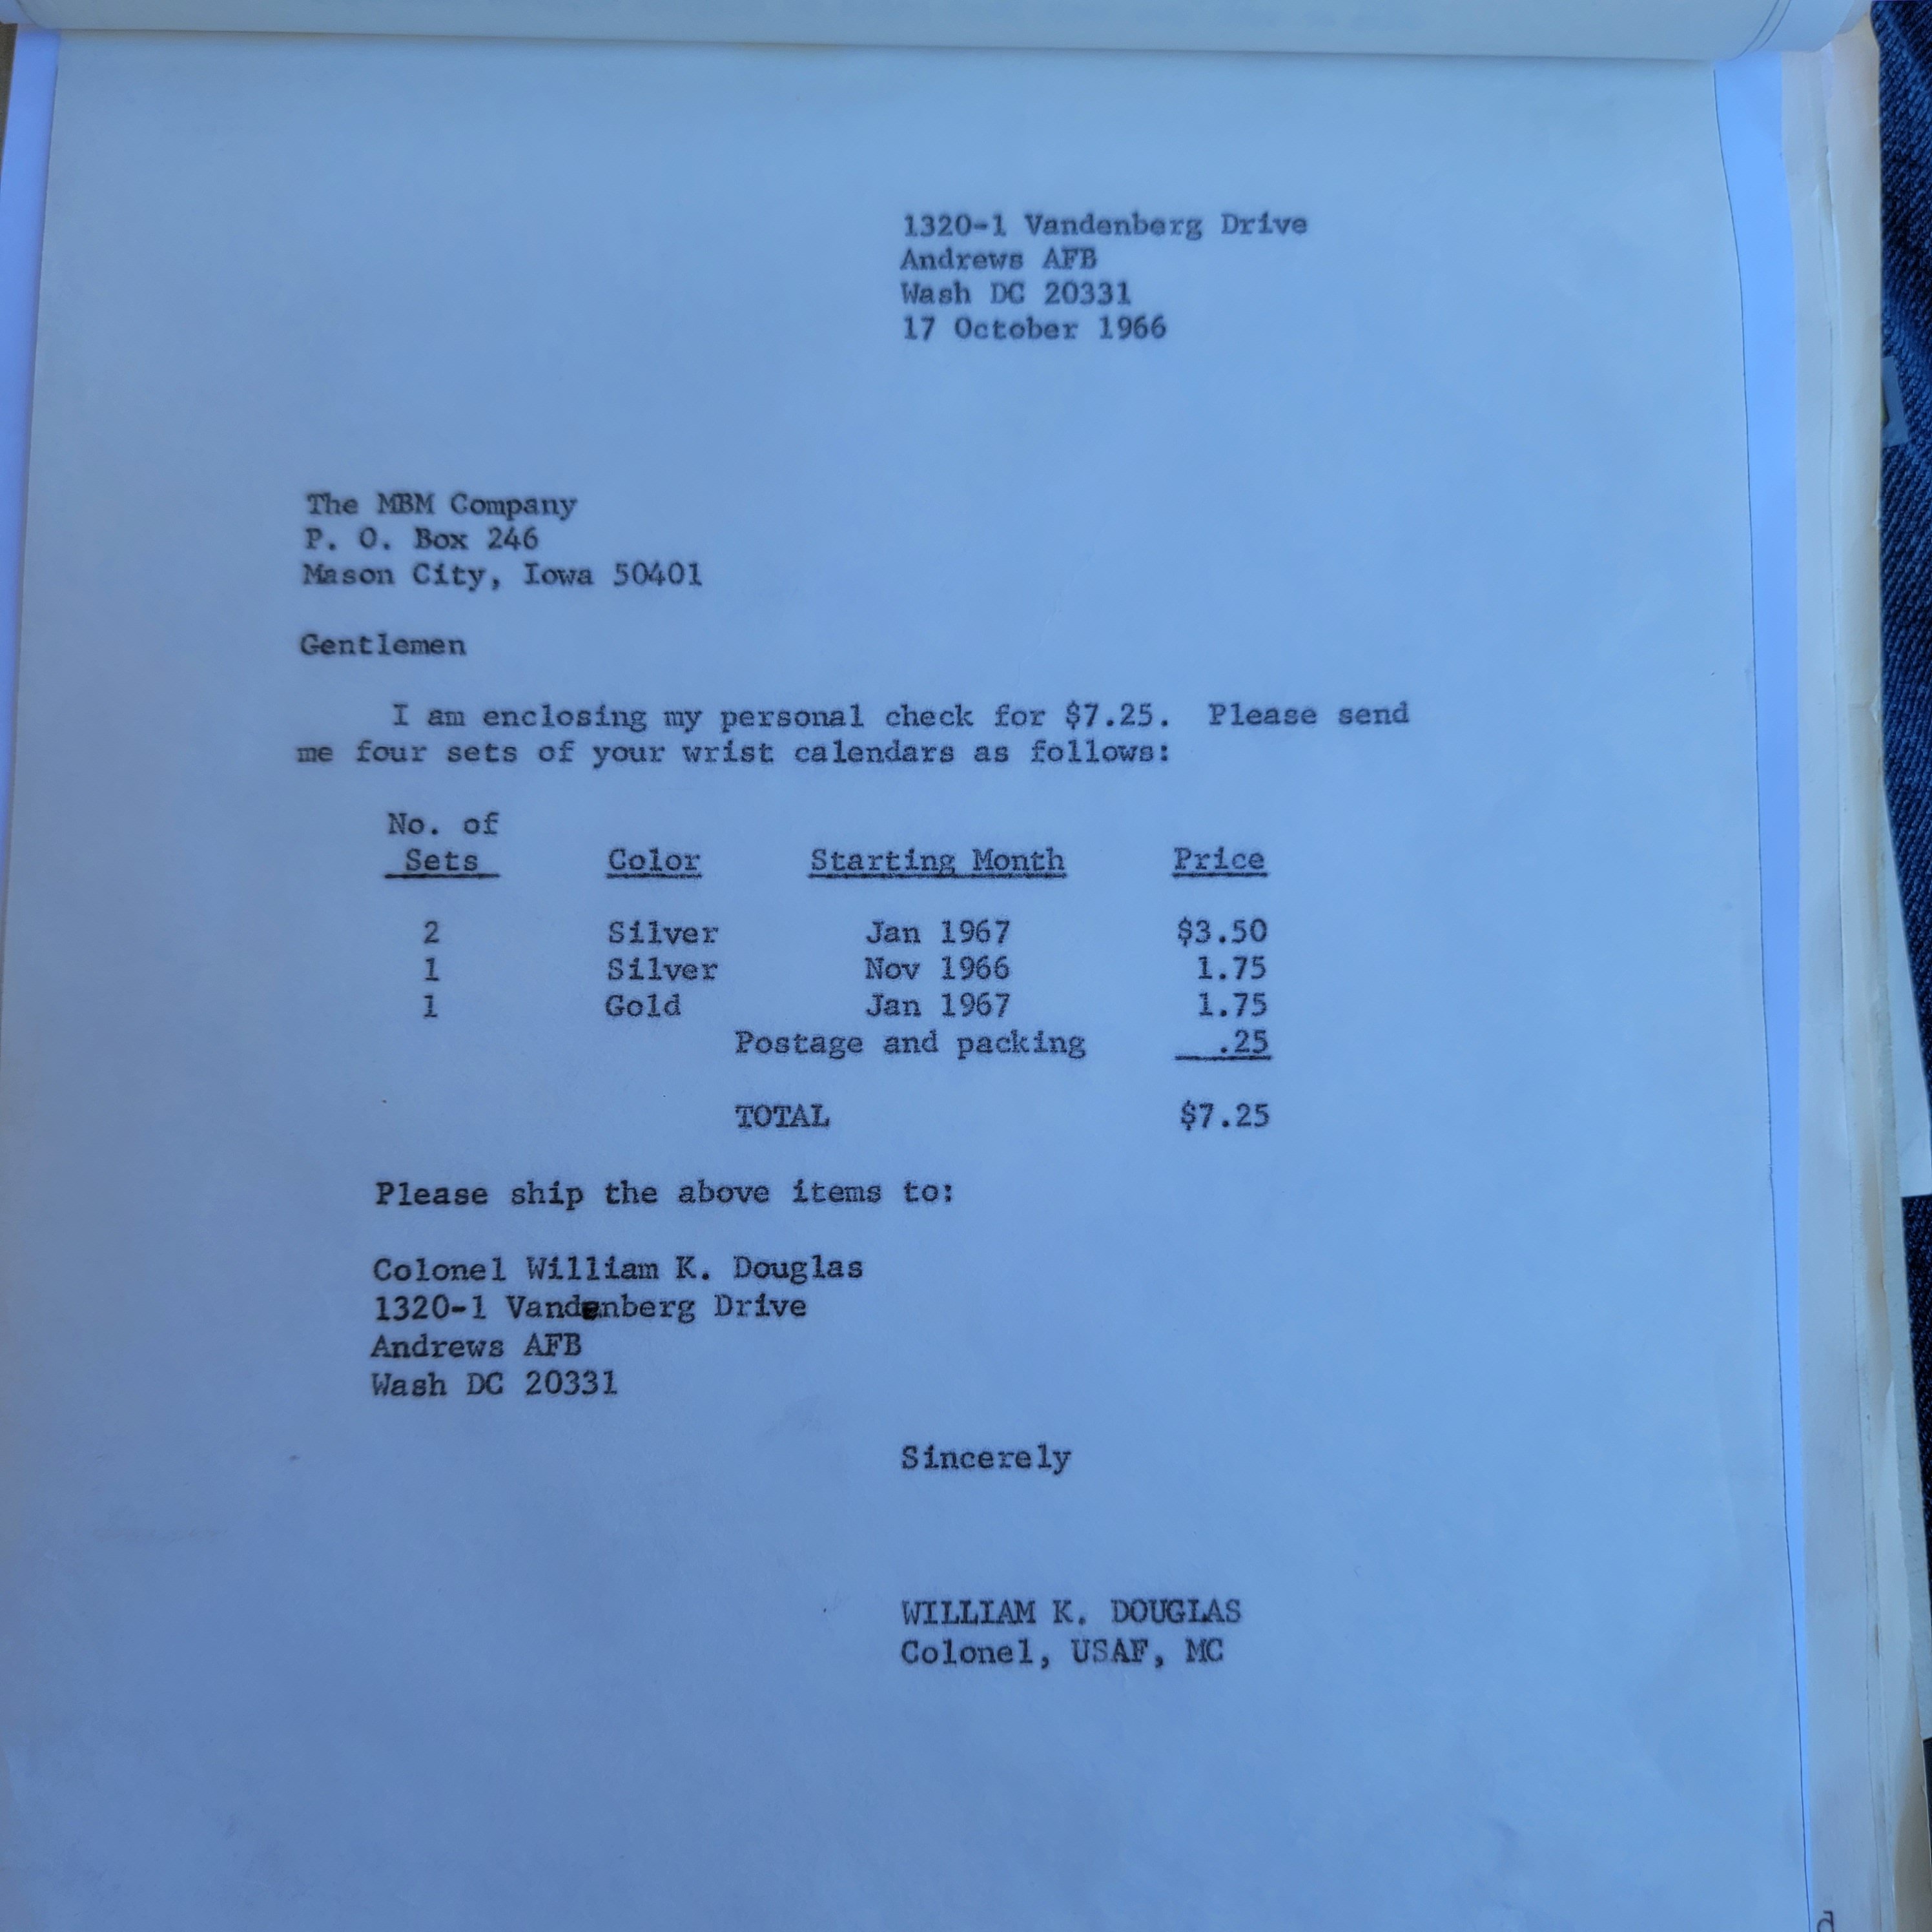 1320-1 Vandenberg Drive
Andrews AFB
Wash DC 20331
17 October 1966
The MBM Company
P. O. Box 246
Mason City, Iowa 50401
Gentlemen
I am enclosing my personal check for $7.25. Please send
me four sets of your wrist calendars as follows:
No. of
Sets Color Starting Month Price
2 Silver Jan 1967 $3.50
1 Silver Nov 1966 1.75
1 Gold Jan 1967 1.75
Postage and packing .25
TOTAL $7.25
Please ship the above items to:
Colonel William K. Douglas
1320-1 Vandenberg Drive
Andrews AFB
Wash DC 20331
Sincerely
WILLIAM K. DOUGLAS
Colonel, USAF, MC
d